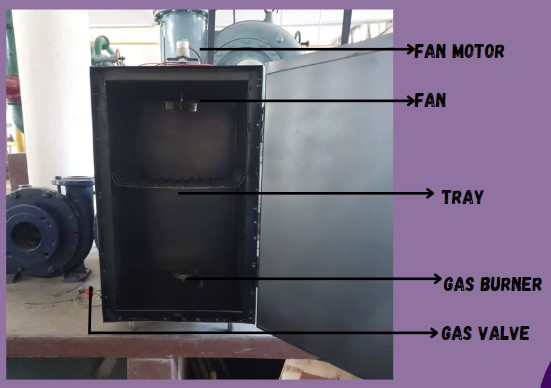 FAN MOTOR
FAN
TRAY
GAS BURNER
GAS VALVE